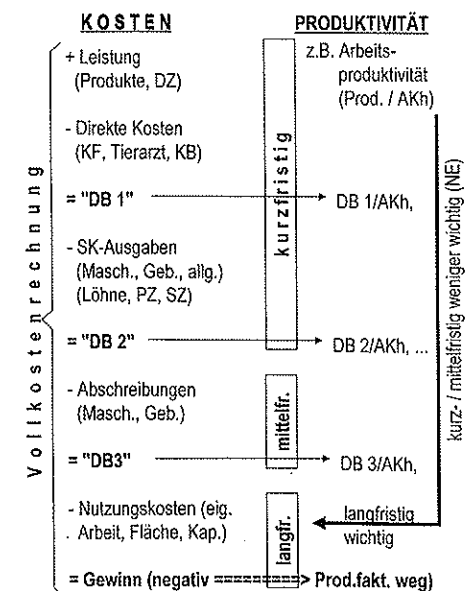 KOSTEN PRODUKTIVITÄT
+ Leistung z.B. Arbeits-
(Produkte, DZ) produktivität
(Prod. / AKh)
- Direkte Kosten
(KF, Tierarzt, KB)
= "DB 1" DB 1/AKh,
- SK-Ausgaben
(Masch., Geb., allg.)
(Löhne, PZ, SZ)
= "DB 2" DB 2/AKh, ...
- Abschreibungen
(Masch., Geb.)
= "DB3" DB 3/AKh,
- Nutzungskosten (eig. langfristig
. Arbeit, Fläche, Kap.) wichtig
= Gewinn (negativ ========> Prod.fakt. weg)
Vollkostenrechnung
kurzfristig
mittelfr.
langfr.
kurz- / mittelfristig weniger wichtig (NE)